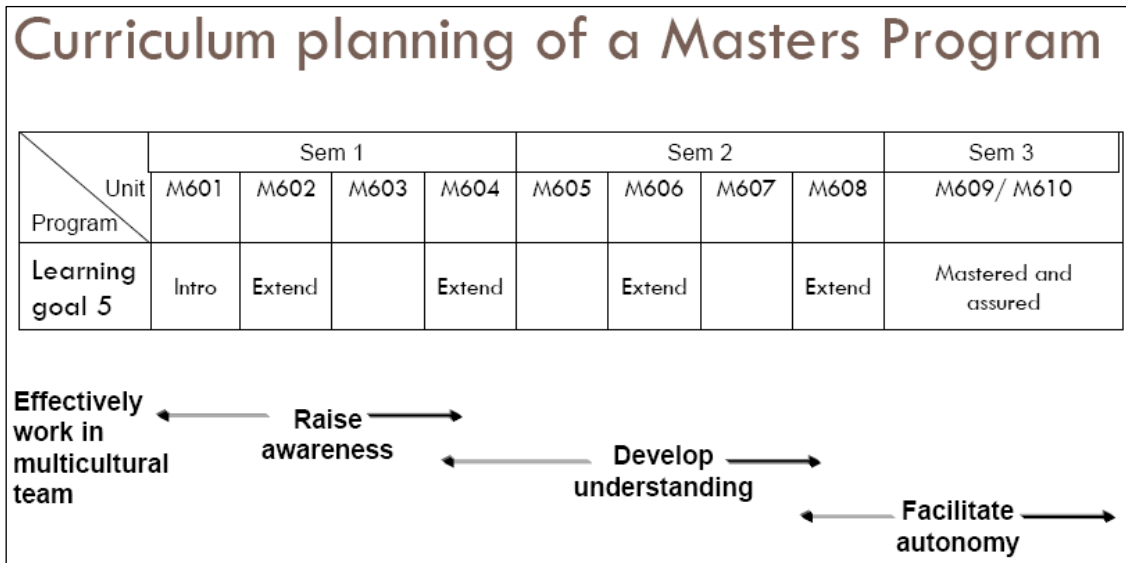 Curriculum planning of a Masters Program
Sem 1 Sem 2 Sem 3
Unit M601 M602 M603 M604 M605 M606 M607 M608 M609/ M610
Program
Learning
goal 5
Intro Extend Extend Extend Extend
Mastered and
assured
Effectively
work in
multicultural
team
Raise
awareness
Develop
understanding
Facilitate
autonomy